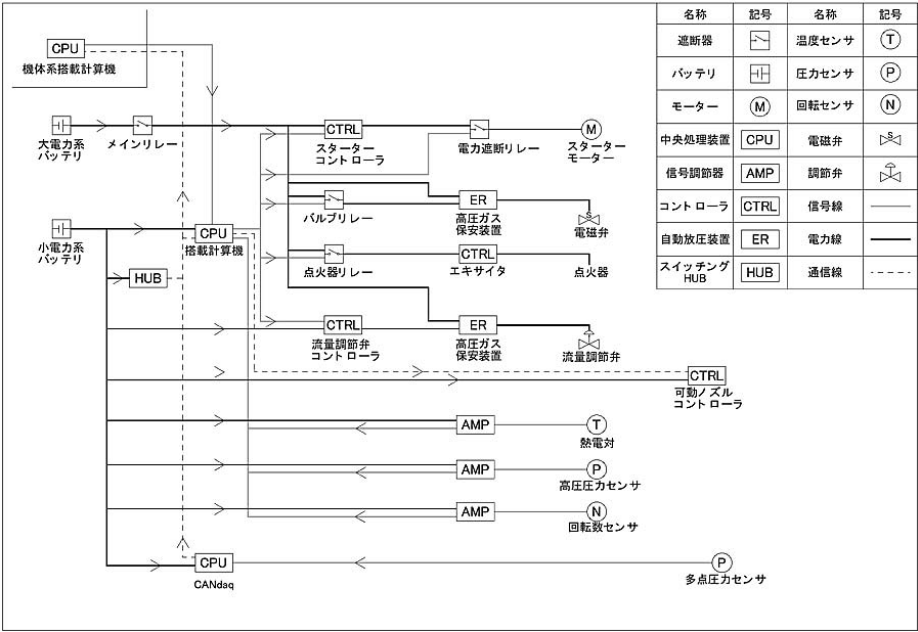 CPU
機体系搭載計算機
大電力系
バッテリ
メインリレー
CTRL
スターター
コントローラ
電力遮断リレー
M
スターター
モーター
バルブリレー
ER
高圧ガス
保安装置
S
電磁弁
小電力系
バッテリ
CPU
搭載計算機
点火器リレー
CTRL
エキサイタ
点火器
HUB
CTRL
流量調節弁
コントローラ
ER
高圧ガス
保安装置
流量調節弁
CTRL
可動ノズル
コントローラ
AMP
T
熱電対
AMP
P
高圧圧力センサ
AMP
N
回転数センサ
CPU
CANdaq
P
多点圧力センサ
名称 記号 名称 記号
遮断器 温度センサ T
バッテリ 圧力センサ P
モーター M 回転センサ N
中央処理装置 CPU 電磁弁 S
信号調節器 AMP 調節弁
コントローラ CTRL 信号線
自動放圧装置 ER 電力線
スイッチング
HUB HUB 通信線